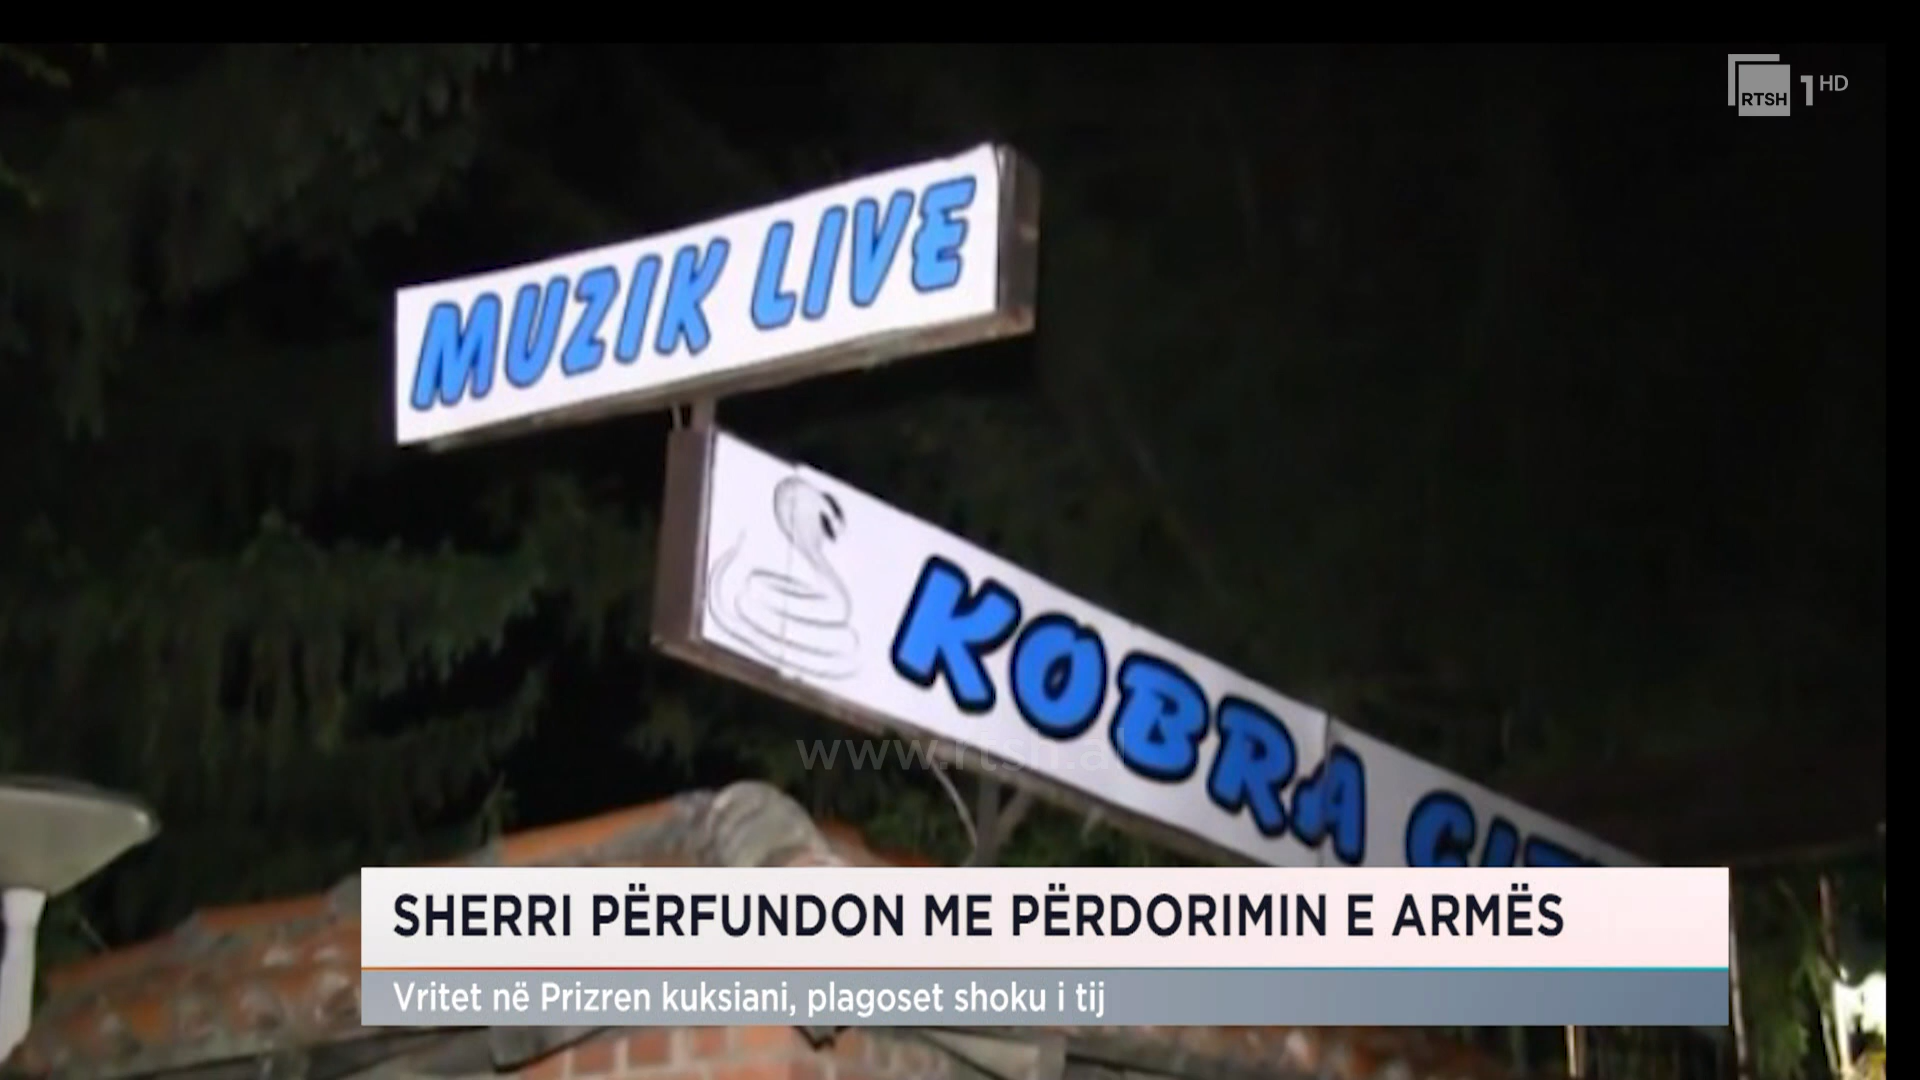 RTSH 1 HD
MUZIK LIVE
KOBRA
www.rtsh.al
SHERRI PËRFUNDON ME PËRDORIMIN E ARMËS
Vritet në Prizren kuksiani, plagoset shoku i tij